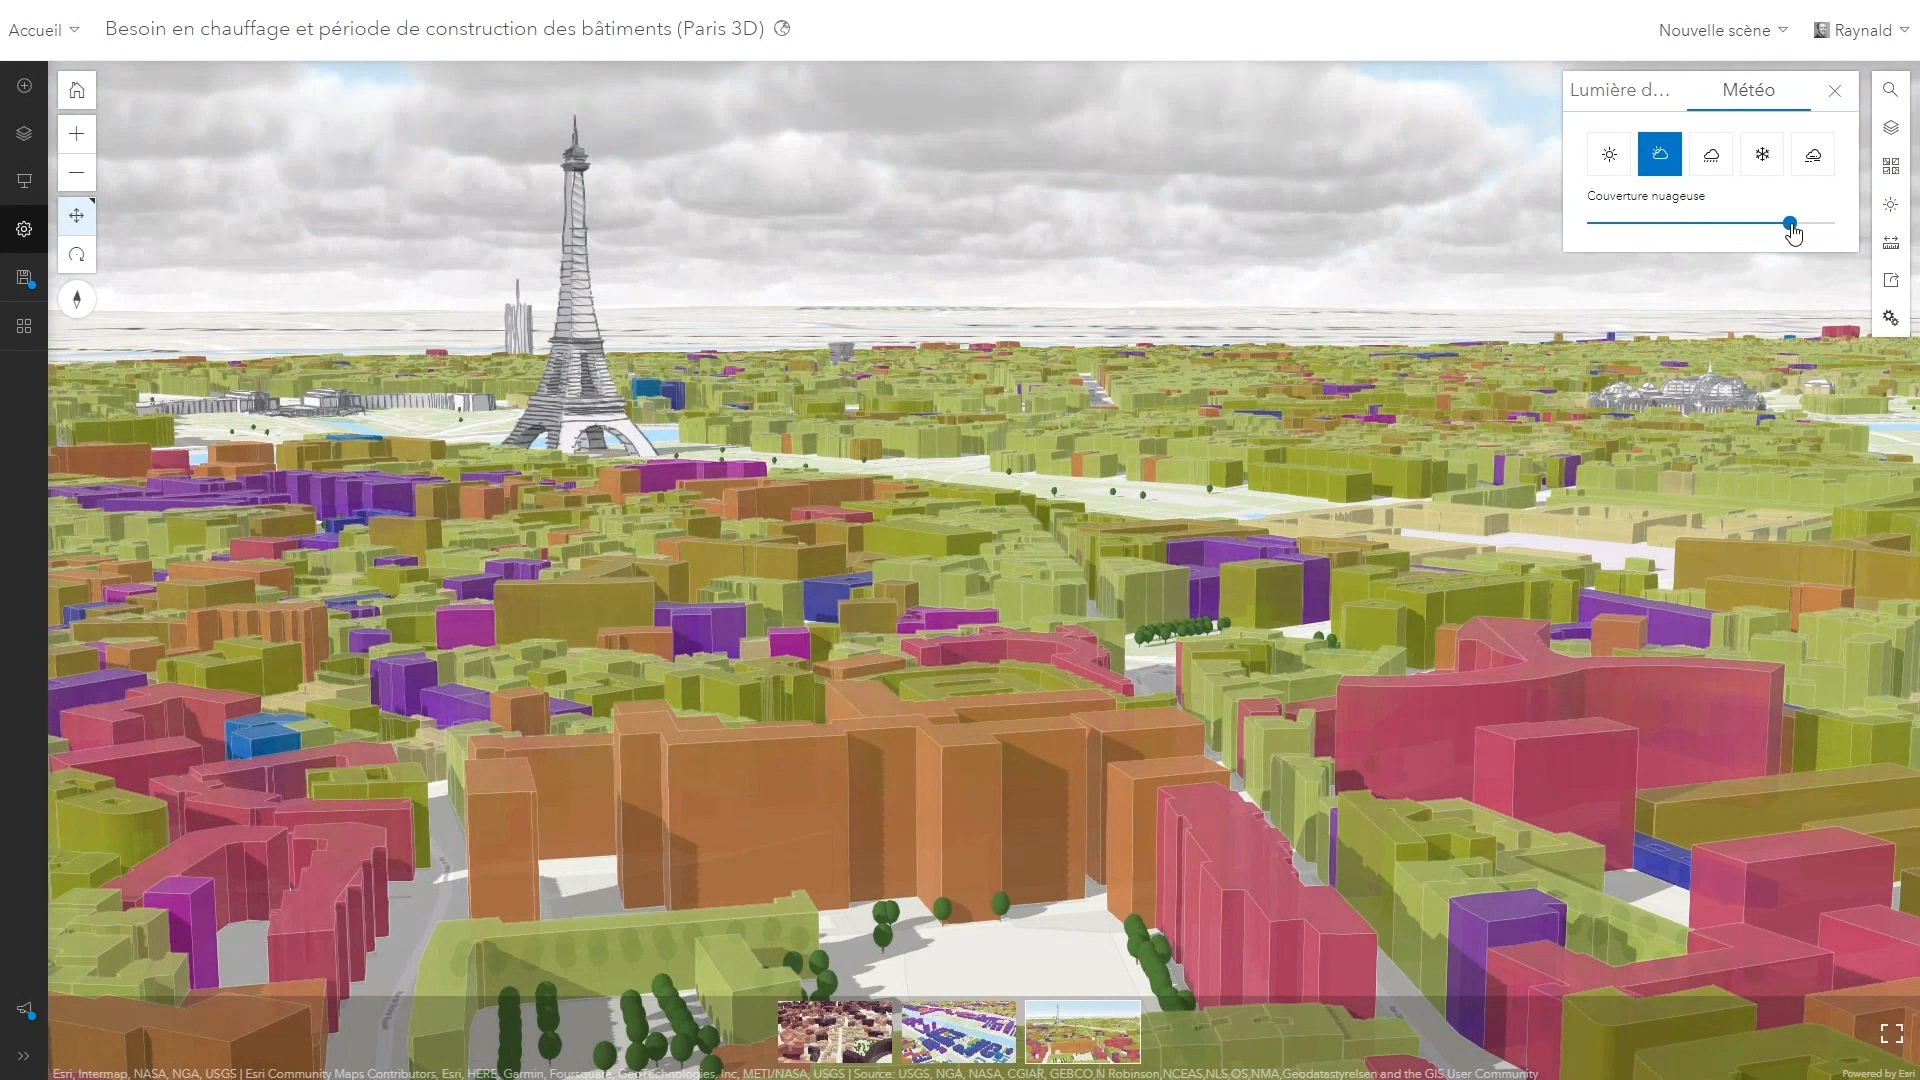 Accueil
Besoin en chauffage et période de construction des bâtiments (Paris 3D)
Nouvelle scène
Raynald
Lumière d...
Météo
Couverture nuageuse
Esri, Intermap, NASA, NGA, USGS | Esri Community Maps Contributors, Esri, HERE, Garmin, Foursquare, GeoTechnologies, Inc, METI/NASA, USGS | Source: USGS, NGA, NASA, CGIAR, GEBCO,N Robinson,NCEAS,NLS,OS,NMA,Geodatastyrelsen and the GIS User Community
Powered by Esri